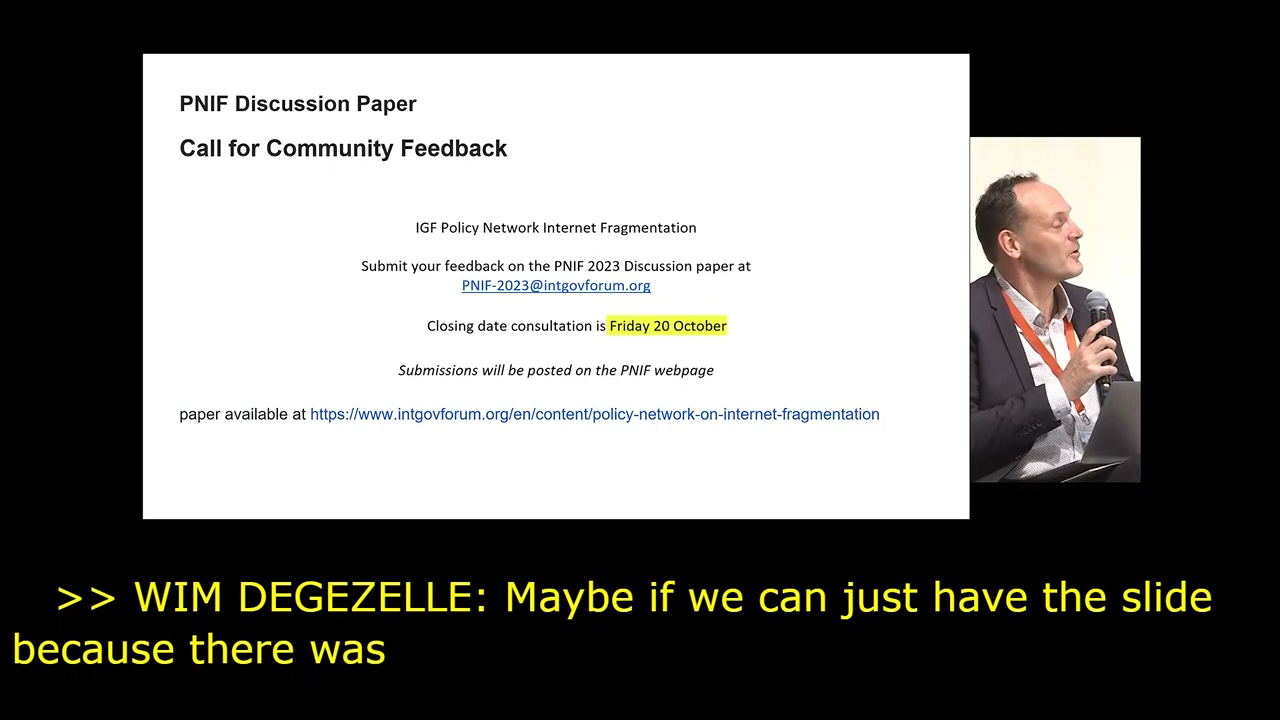 PNIF Discussion Paper
Call for Community Feedback
IGF Policy Network Internet Fragmentation
Submit your feedback on the PNIF 2023 Discussion paper at
PNIF-2023@intgovforum.org
Closing date consultation is Friday 20 October
Submissions will be posted on the PNIF webpage
paper available at https://www.intgovforum.org/en/content/policy-network-on-internet-fragmentation
>> WIM DEGEZELLE: Maybe if we can just have the slide
because there was